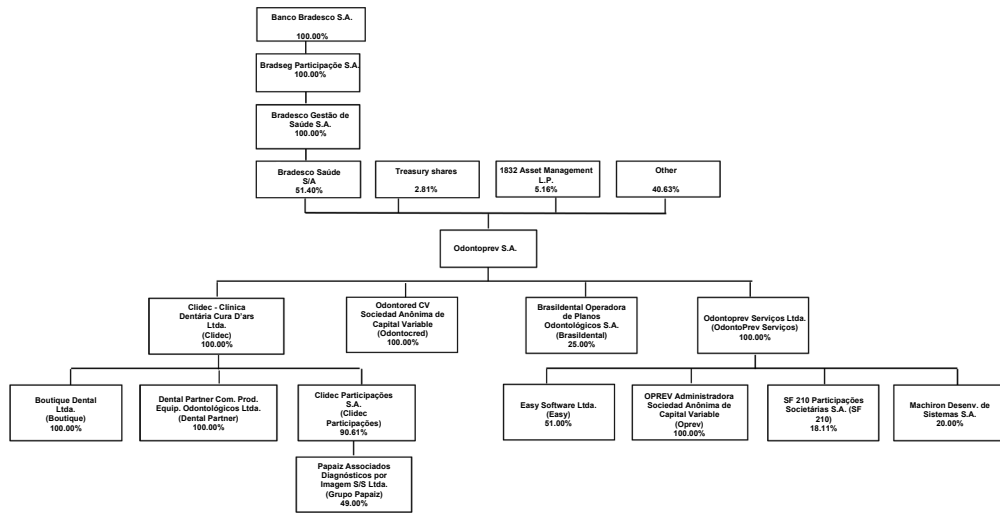 Banco Bradesco S.A.
100.00%
Bradseg Participação S.A.
100.00%
Bradesco Gestão de
Saúde S.A.
100.00%
Bradesco Saúde
S/A
51.40%
Treasury shares
2.81%
1832 Asset Management
L.P.
5.16%
Other
40.63%
Odontoprev S.A.
Clidec - Clínica
Dentária Cura D'ars
Ltda.
(Clidec)
100.00%
Odontored CV
Sociedad Anônima de
Capital Variable
(Odontocred)
100.00%
Brasildental Operadora
de Planos
Odontológicos S.A.
(Brasildental)
25.00%
Odontoprev Serviços Ltda.
(OdontoPrev Serviços)
100.00%
Boutique Dental
Ltda.
(Boutique)
100.00%
Dental Partner Com. Prod.
Equip. Odontológicos Ltda.
(Dental Partner)
100.00%
Clidec Participações
S.A.
(Clidec
Participações)
90.61%
Easy Software Ltda.
(Easy)
51.00%
OPREV Administradora
Sociedad Anônima de
Capital Variable
(Oprev)
100.00%
SF 210 Participações
Societárias S.A. (SF
210)
18.11%
Machiron Desenv. de
Sistemas S.A.
20.00%
Papaiz Associados
Diagnósticos por
Imagem S/S Ltda.
(Grupo Papaiz)
49.00%